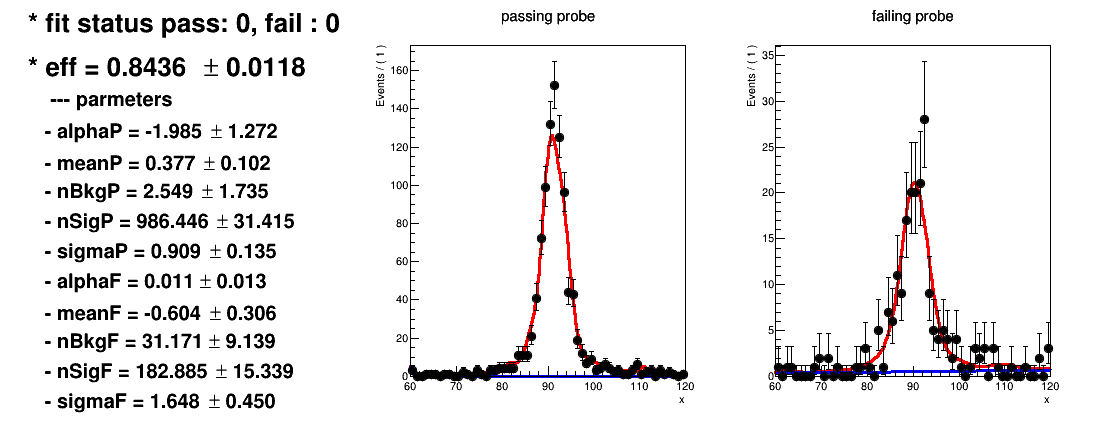 * fit status pass: 0, fail : 0
* eff = 0.8436 ± 0.0118
--- parmeters
- alphaP = -1.985 ± 1.272
- meanP = 0.377 ± 0.102
- nBkgP = 2.549 ± 1.735
- nSigP = 986.446 ± 31.415
- sigmaP = 0.909 ± 0.135
- alphaF = 0.011 ± 0.013
- meanF = -0.604 ± 0.306
- nBkgF = 31.171 ± 9.139
- nSigF = 182.885 ± 15.339
- sigmaF = 1.648 ± 0.450
passing probe
Events / ( 1 )
160
140
120
100
80
60
40
20
0
60 70 80 90 100 110 120
x
failing probe
Events / ( 1 )
35
30
25
20
15
10
5
0
60 70 80 90 100 110 120
x